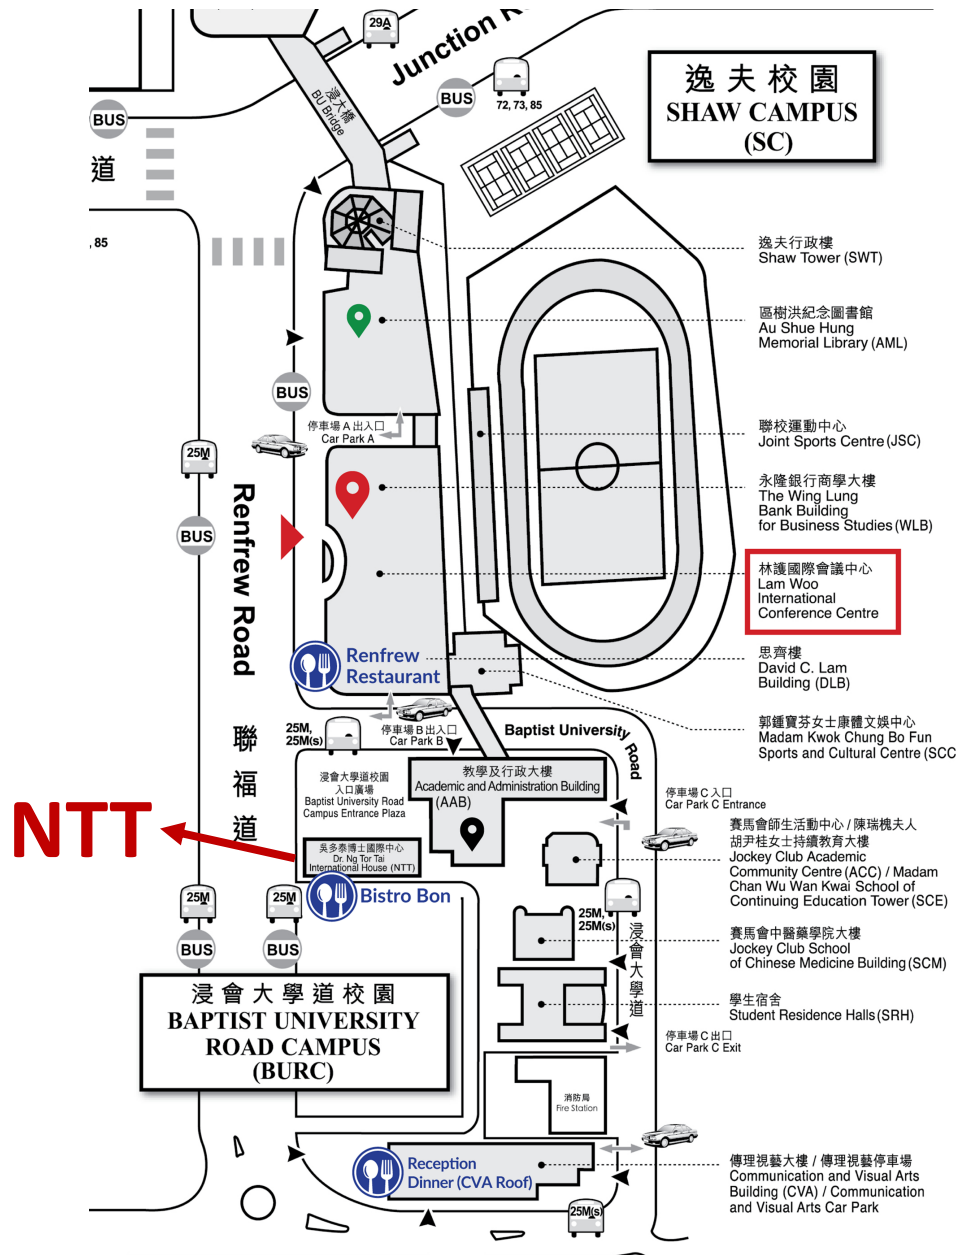 29A
Junction R
浸大橋
BU Bridge
BUS
72, 73, 85
逸夫校園
SHAW CAMPUS
(SC)
BUS
道
, 85
逸夫行政樓
Shaw Tower (SWT)
區樹洪紀念圖書館
Au Shue Hung
Memorial Library (AML)
BUS
停車場 A 出入口
Car Park A
聯校運動中心
Joint Sports Centre (JSC)
25M
永隆銀行商學大樓
The Wing Lung
Bank Building
for Business Studies (WLB)
BUS
Renfrew Road
聯福道
林護國際會議中心
Lam Woo
International
Conference Centre
Renfrew
Restaurant
思齊樓
David C. Lam
Building (DLB)
郭鍾寶芬女士康體文娛中心
Madam Kwok Chung Bo Fun
Sports and Cultural Centre (SCC
25M,
25M(s)
停車場 B 出入口
Car Park B
Baptist University Road
浸會大學道校園
入口廣場
Baptist University Road
Campus Entrance Plaza
教學及行政大樓
Academic and Administration Building
(AAB)
停車場 C 入口
Car Park C Entrance
NTT
吳多泰博士國際中心
Dr. Ng Tor Tai
International House (NTT)
賽馬會師生活動中心 / 陳瑞槐夫人
胡尹桂女士持續教育大樓
Jockey Club Academic
Community Centre (ACC) / Madam
Chan Wu Wan Kwai School of
Continuing Education Tower (SCE)
25M
25M
Bistro Bon
25M,
25M(s)
浸會大學道
BUS
BUS
賽馬會中醫藥學院大樓
Jockey Club School
of Chinese Medicine Building (SCM)
浸會大學道校園
BAPTIST UNIVERSITY
ROAD CAMPUS
(BURC)
學生宿舍
Student Residence Halls (SRH)
停車場 C 出口
Car Park C Exit
消防局
Fire Station
Reception
Dinner (CVA Roof)
傳理視藝大樓 / 傳理視藝停車場
Communication and Visual Arts
Building (CVA) / Communication
and Visual Arts Car Park
25M(s)